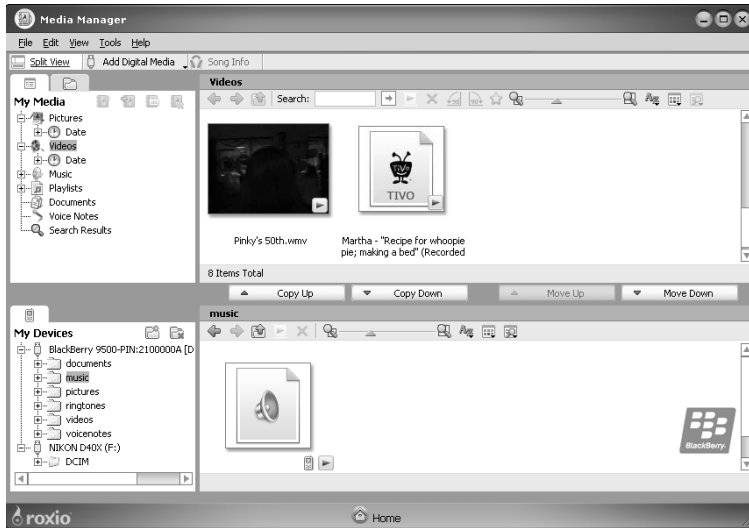 Media Manager
File Edit View Tools Help
Split View Add Digital Media Song Info
My Media
Pictures
Date
Videos
Date
Music
Playlists
Documents
Voice Notes
Search Results
Videos
Search:
TIVO
TIVO
Pinky's 50th.wmv
Martha - "Recipe for whoopie
pie; making a bed" (Recorded
8 Items Total
Copy Up Copy Down Move Up Move Down
My Devices
BlackBerry 9500-PIN:2100000A [D
documents
music
pictures
ringtones
videos
voicenotes
NIKON D40X (F:)
DCIM
music
BlackBerry
roxio Home